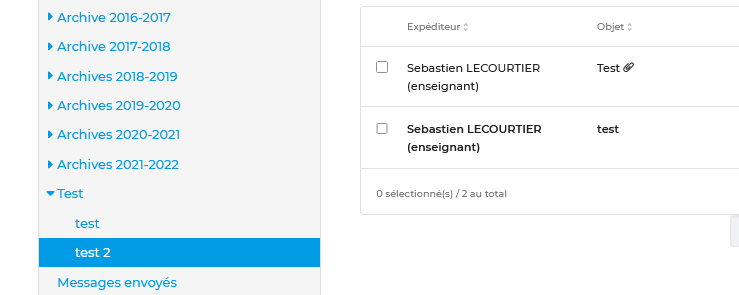 Archive 2016-2017
Archive 2017-2018
Archives 2018-2019
Archives 2019-2020
Archives 2020-2021
Archives 2021-2022
Test
test
test 2
Messages envoyés
Expéditeur
Objet
Sebastien LECOURTIER
(enseignant)
Test
Sebastien LECOURTIER
(enseignant)
test
0 sélectionné(s) / 2 au total